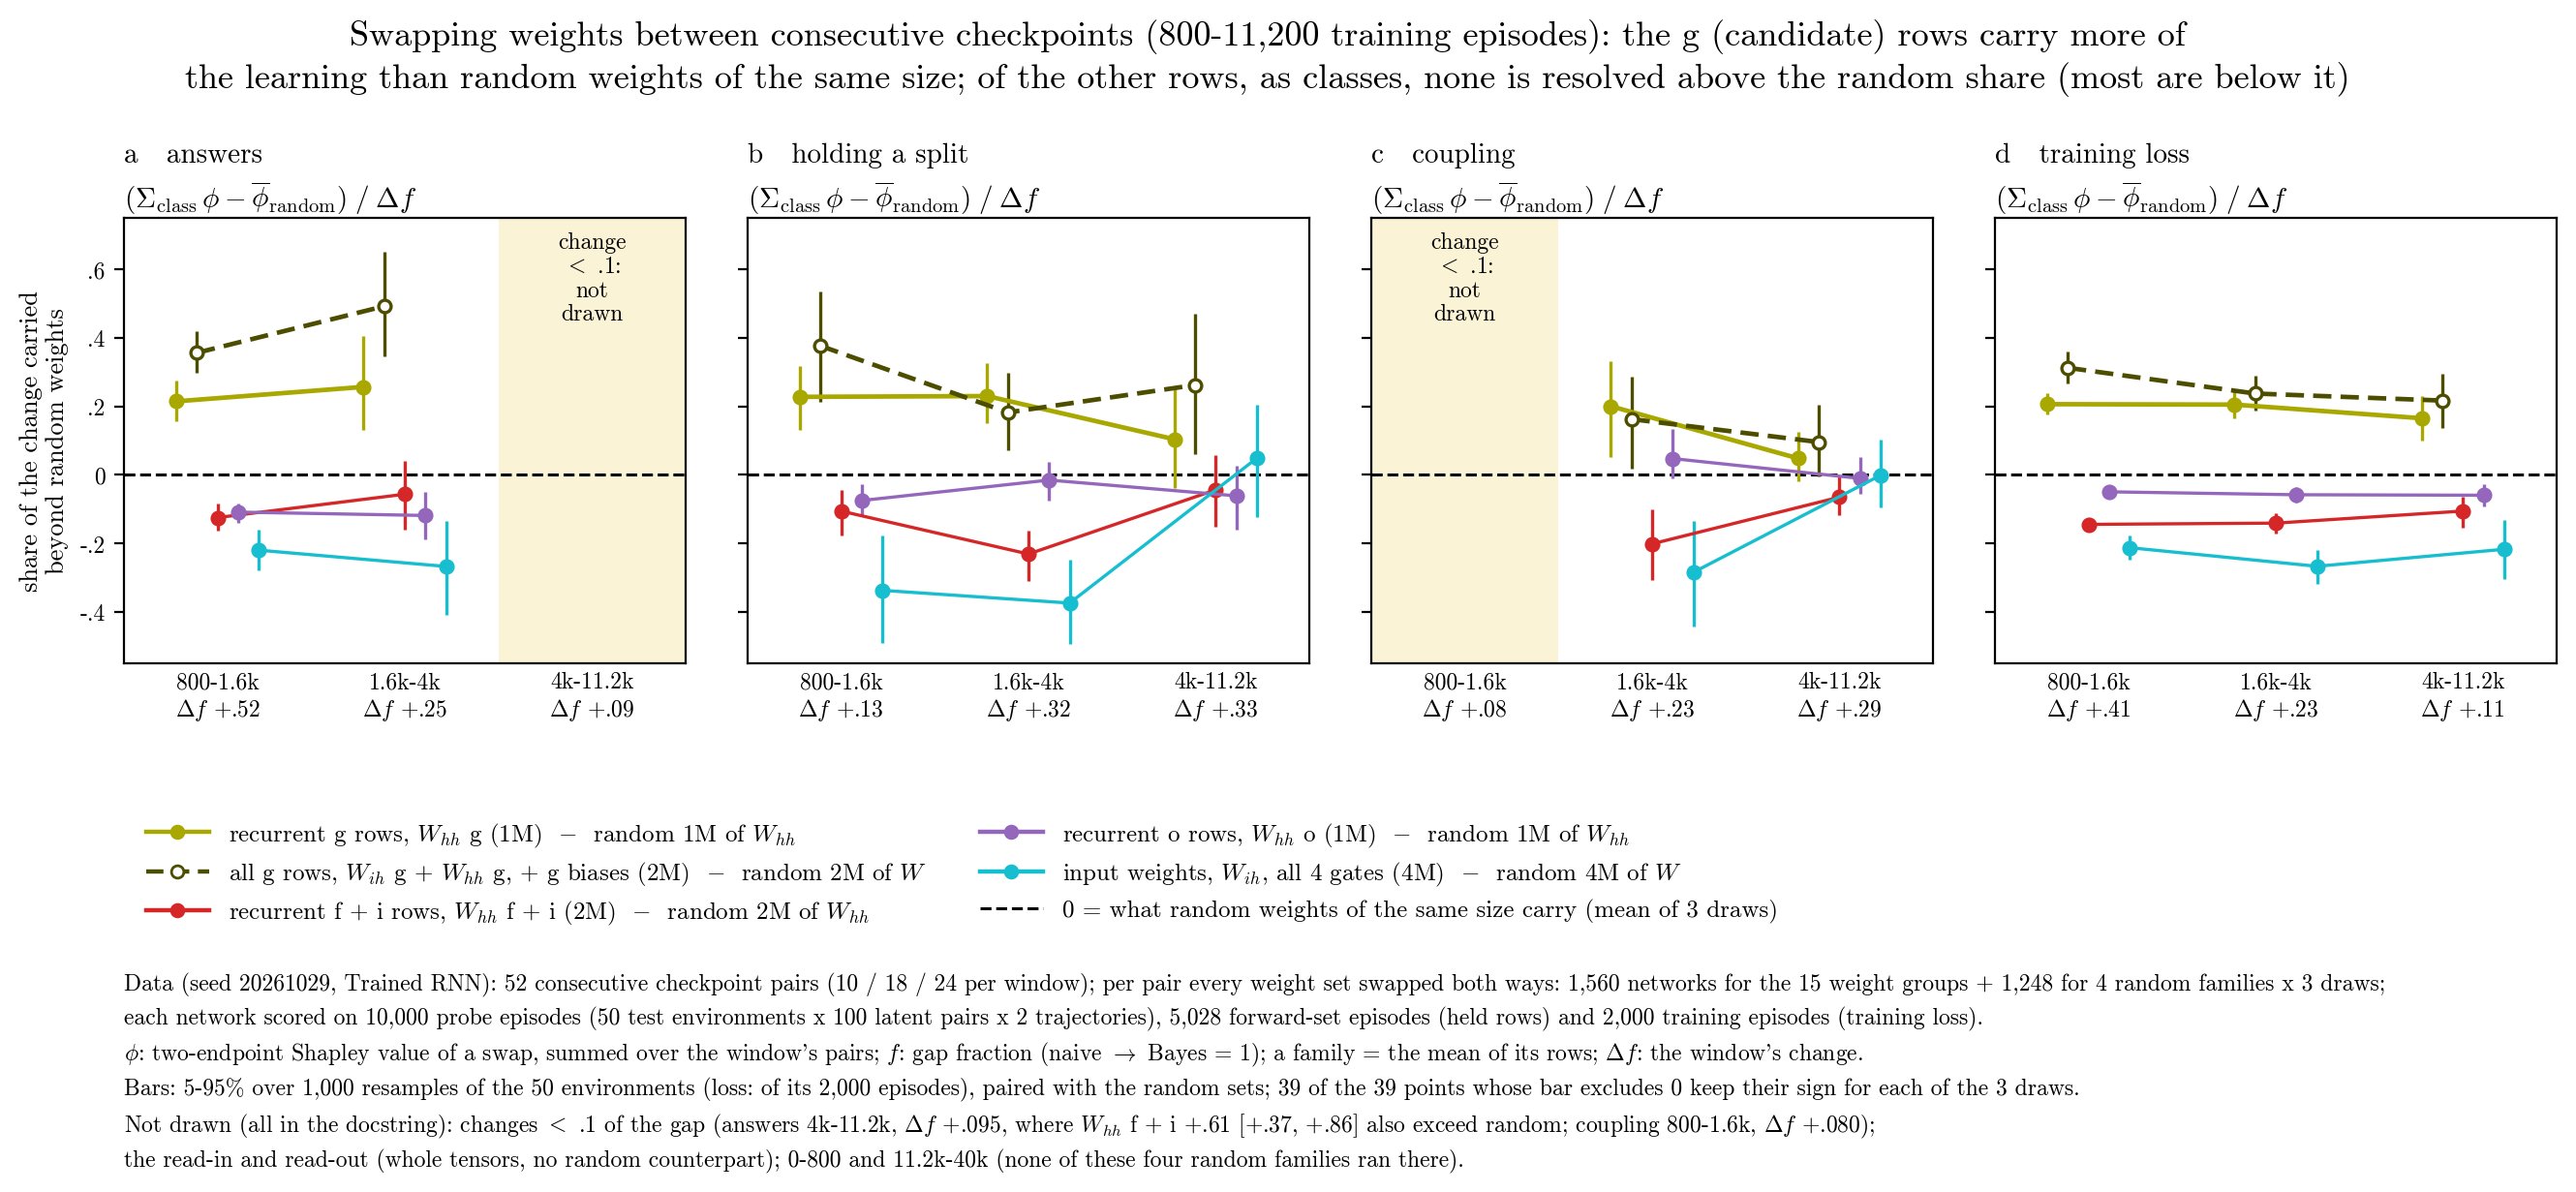 Swapping weights between consecutive checkpoints (800-11,200 training episodes): the g (candidate) rows carry more of
the learning than random weights of the same size; of the other rows, as classes, none is resolved above the random share (most are below it)
a answers
(Σ_class ϕ − ϕ̅_random) / Δf
b holding a split
(Σ_class ϕ − ϕ̅_random) / Δf
c coupling
(Σ_class ϕ − ϕ̅_random) / Δf
d training loss
(Σ_class ϕ − ϕ̅_random) / Δf
share of the change carried
beyond random weights
.6
.4
.2
0
-.2
-.4
change
< .1:
not
drawn
change
< .1:
not
drawn
800-1.6k
Δf +.52
1.6k-4k
Δf +.25
4k-11.2k
Δf +.09
800-1.6k
Δf +.13
1.6k-4k
Δf +.32
4k-11.2k
Δf +.33
800-1.6k
Δf +.08
1.6k-4k
Δf +.23
4k-11.2k
Δf +.29
800-1.6k
Δf +.41
1.6k-4k
Δf +.23
4k-11.2k
Δf +.11
recurrent g rows, W_hh g (1M) − random 1M of W_hh
all g rows, W_ih g + W_hh g, + g biases (2M) − random 2M of W
recurrent f + i rows, W_hh f + i (2M) − random 2M of W_hh
recurrent o rows, W_hh o (1M) − random 1M of W_hh
input weights, W_ih, all 4 gates (4M) − random 4M of W
0 = what random weights of the same size carry (mean of 3 draws)
Data (seed 20261029, Trained RNN): 52 consecutive checkpoint pairs (10 / 18 / 24 per window); per pair every weight set swapped both ways: 1,560 networks for the 15 weight groups + 1,248 for 4 random families x 3 draws;
each network scored on 10,000 probe episodes (50 test environments x 100 latent pairs x 2 trajectories), 5,028 forward-set episodes (held rows) and 2,000 training episodes (training loss).
ϕ: two-endpoint Shapley value of a swap, summed over the window's pairs; f: gap fraction (naive → Bayes = 1); a family = the mean of its rows; Δf: the window's change.
Bars: 5-95% over 1,000 resamples of the 50 environments (loss: of its 2,000 episodes), paired with the random sets; 39 of the 39 points whose bar excludes 0 keep their sign for each of the 3 draws.
Not drawn (all in the docstring): changes < .1 of the gap (answers 4k-11.2k, Δf +.095, where W_hh f + i +.61 [+.37, +.86] also exceed random; coupling 800-1.6k, Δf +.080);
the read-in and read-out (whole tensors, no random counterpart); 0-800 and 11.2k-40k (none of these four random families ran there).